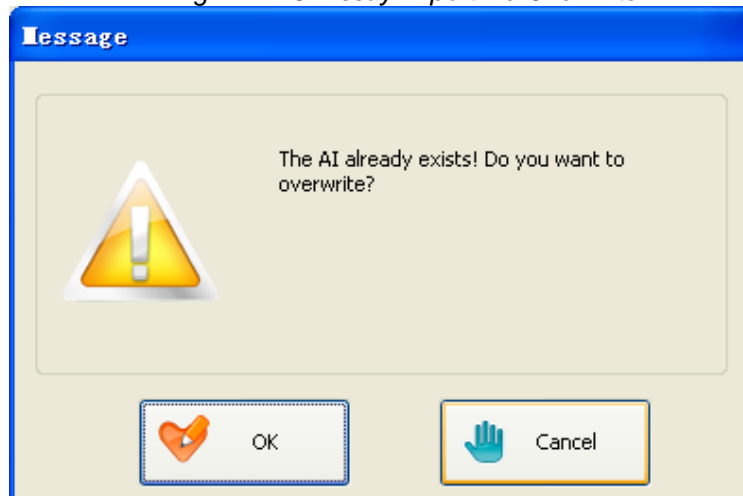 Message
The AI already exists! Do you want to
overwrite?
OK
Cancel